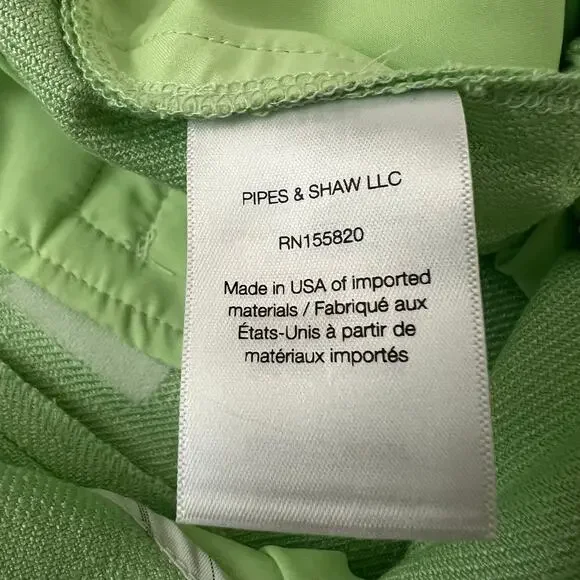 PIPES & SHAW LLC
RN155820
Made in USA of imported
materials / Fabriqué aux
États-Unis à partir de
matériaux importés